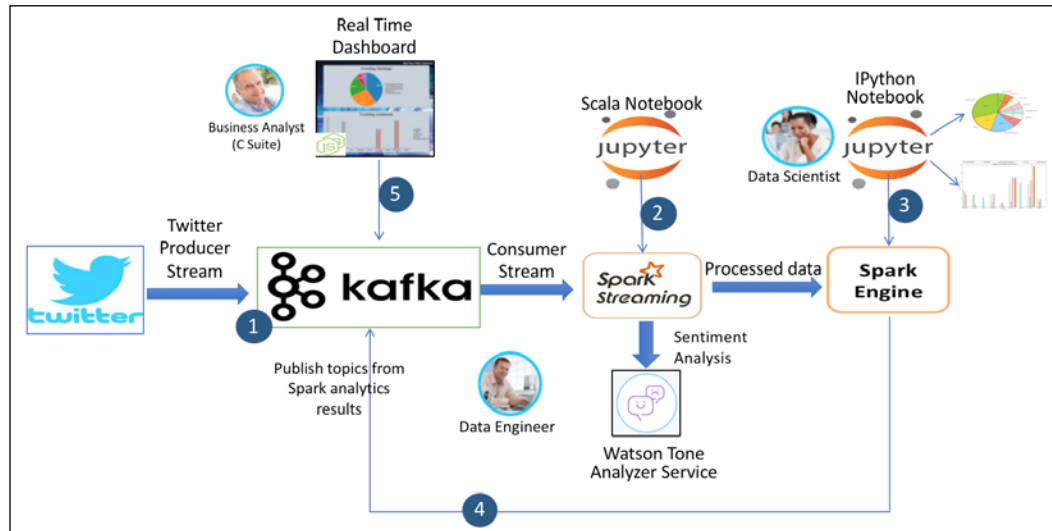 Real Time
Dashboard
Business Analyst
(C Suite)
js
5
Scala Notebook
jupyter
2
IPython
Notebook
jupyter
Data Scientist
3
Twitter
Producer
Stream
twitter
1
kafka
Consumer
Stream
Spark
Streaming
Processed data
Spark
Engine
Publish topics from
Spark analytics
results
Data Engineer
Sentiment
Analysis
Watson Tone
Analyzer Service
4